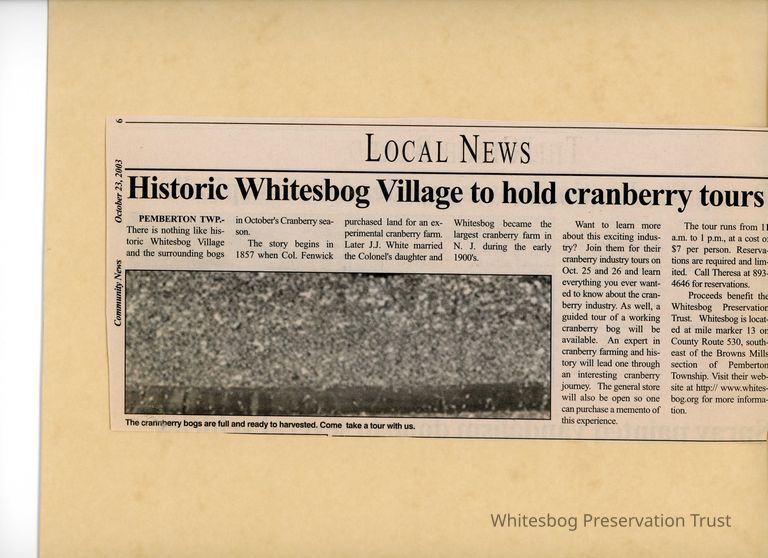 6
LOCAL NEWS
October 23, 2003
Community News
Historic Whitesbog Village to hold cranberry tours
PEMBERTON TWP.-
There is nothing like his-
toric Whitesbog Village
and the surrounding bogs
in October's Cranberry sea-
son.
The story begins in
1857 when Col. Fenwick
purchased land for an ex-
perimental cranberry farm.
Later J.J. White married
the Colonel's daughter and
Whitesbog became the
largest cranberry farm in
N. J. during the early
1900's.
Want to learn more
about this exciting indus-
try? Join them for their
cranberry industry tours on
Oct. 25 and 26 and learn
everything you ever want-
ed to know about the cran-
berry industry. As well, a
guided tour of a working
cranberry bog will be
available. An expert in
cranberry farming and his-
tory will lead one through
an interesting cranberry
journey. The general store
will also be open so one
can purchase a memento of
this experience.
The tour runs from 11
a.m. to 1 p.m., at a cost of
$7 per person. Reserva-
tions are required and lim-
ited. Call Theresa at 893-
4646 for reservations.
Proceeds benefit the
Whitesbog Preservation
Trust. Whitesbog is locat-
ed at mile marker 13 on
County Route 530, south-
east of the Browns Mills
section of Pemberton
Township. Visit their web-
site at http:// www.whites-
bog.org for more informa-
tion.
The crannherry bogs are full and ready to harvested. Come take a tour with us.
Whitesbog Preservation Trust